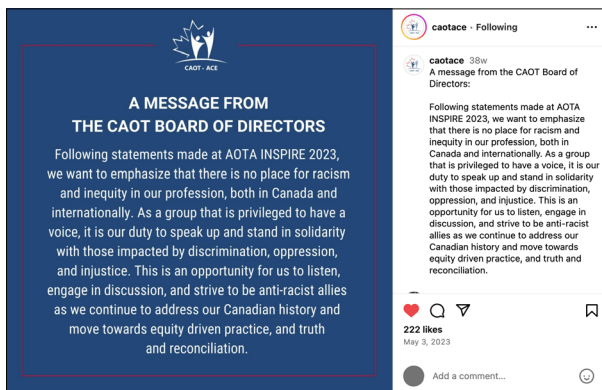 CAOT - ACE
A MESSAGE FROM
THE CAOT BOARD OF DIRECTORS
Following statements made at AOTA INSPIRE 2023,
we want to emphasize that there is no place for racism
and inequity in our profession, both in Canada and
internationally. As a group that is privileged to have a
voice, it is our duty to speak up and stand in solidarity
with those impacted by discrimination, oppression,
and injustice. This is an opportunity for us to listen,
engage in discussion, and strive to be anti-racist allies
as we continue to address our Canadian history and
move towards equity driven practice, and truth
and reconciliation.
caotace · Following
caotace 38w
A message from the CAOT Board of
Directors:
Following statements made at AOTA
INSPIRE 2023, we want to emphasize
that there is no place for racism and
inequity in our profession, both in
Canada and internationally. As a group
that is privileged to have a voice, it is our
duty to speak up and stand in solidarity
with those impacted by discrimination,
oppression, and injustice. This is an
opportunity for us to listen, engage in
discussion, and strive to be anti-racist
allies as we continue to address our
Canadian history and move towards
equity driven practice, and truth and
reconciliation.
222 likes
May 3, 2023
Add a comment...